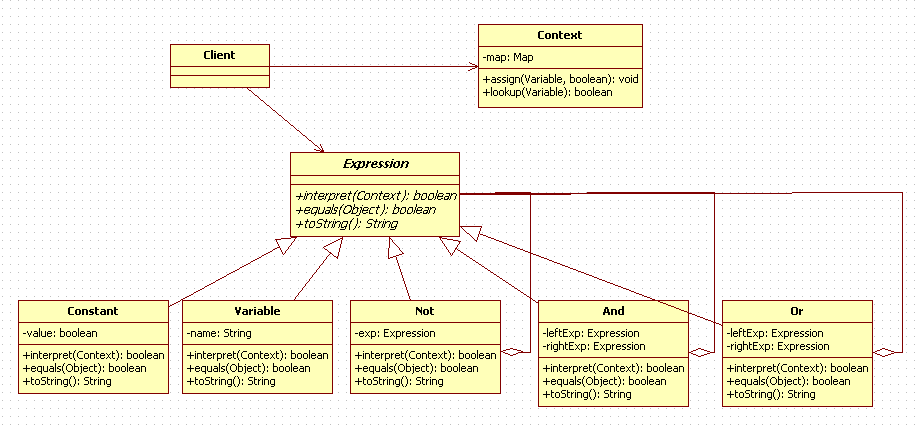 Client
Context
-map: Map
+assign(Variable, boolean): void
+lookup(Variable): boolean
Expression
+interpret(Context): boolean
+equals(Object): boolean
+toString(): String
Constant
-value: boolean
+interpret(Context): boolean
+equals(Object): boolean
+toString(): String
Variable
-name: String
+interpret(Context): boolean
+equals(Object): boolean
+toString(): String
Not
-exp: Expression
+interpret(Context): boolean
+equals(Object): boolean
+toString(): String
And
-leftExp: Expression
-rightExp: Expression
+interpret(Context): boolean
+equals(Object): boolean
+toString(): String
Or
-leftExp: Expression
-rightExp: Expression
+interpret(Context): boolean
+equals(Object): boolean
+toString(): String